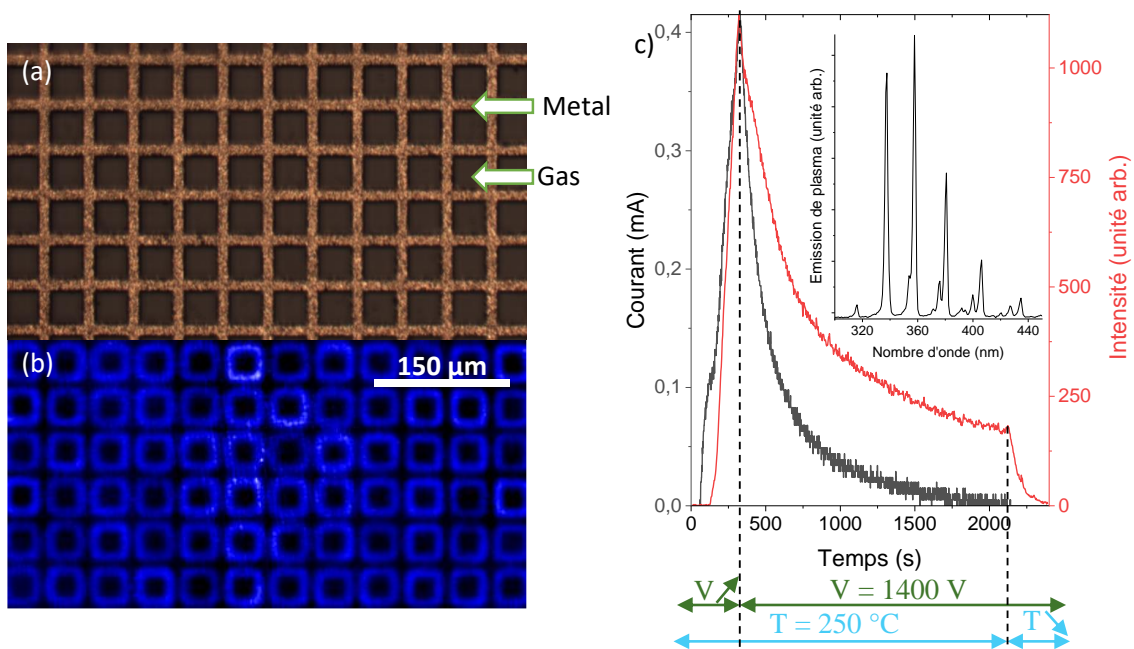 (a)
Metal
Gas
(b)
150 µm
c)
0,4
0,3
0,2
0,1
0,0
Courant (mA)
0
500
1000
1500
2000
Temps (s)
1000
750
500
250
0
Intensité (unité arb.)
Emission de plasma (unité arb.)
320
360
400
440
Nombre d'onde (nm)
V
V = 1400 V
T = 250 °C
T